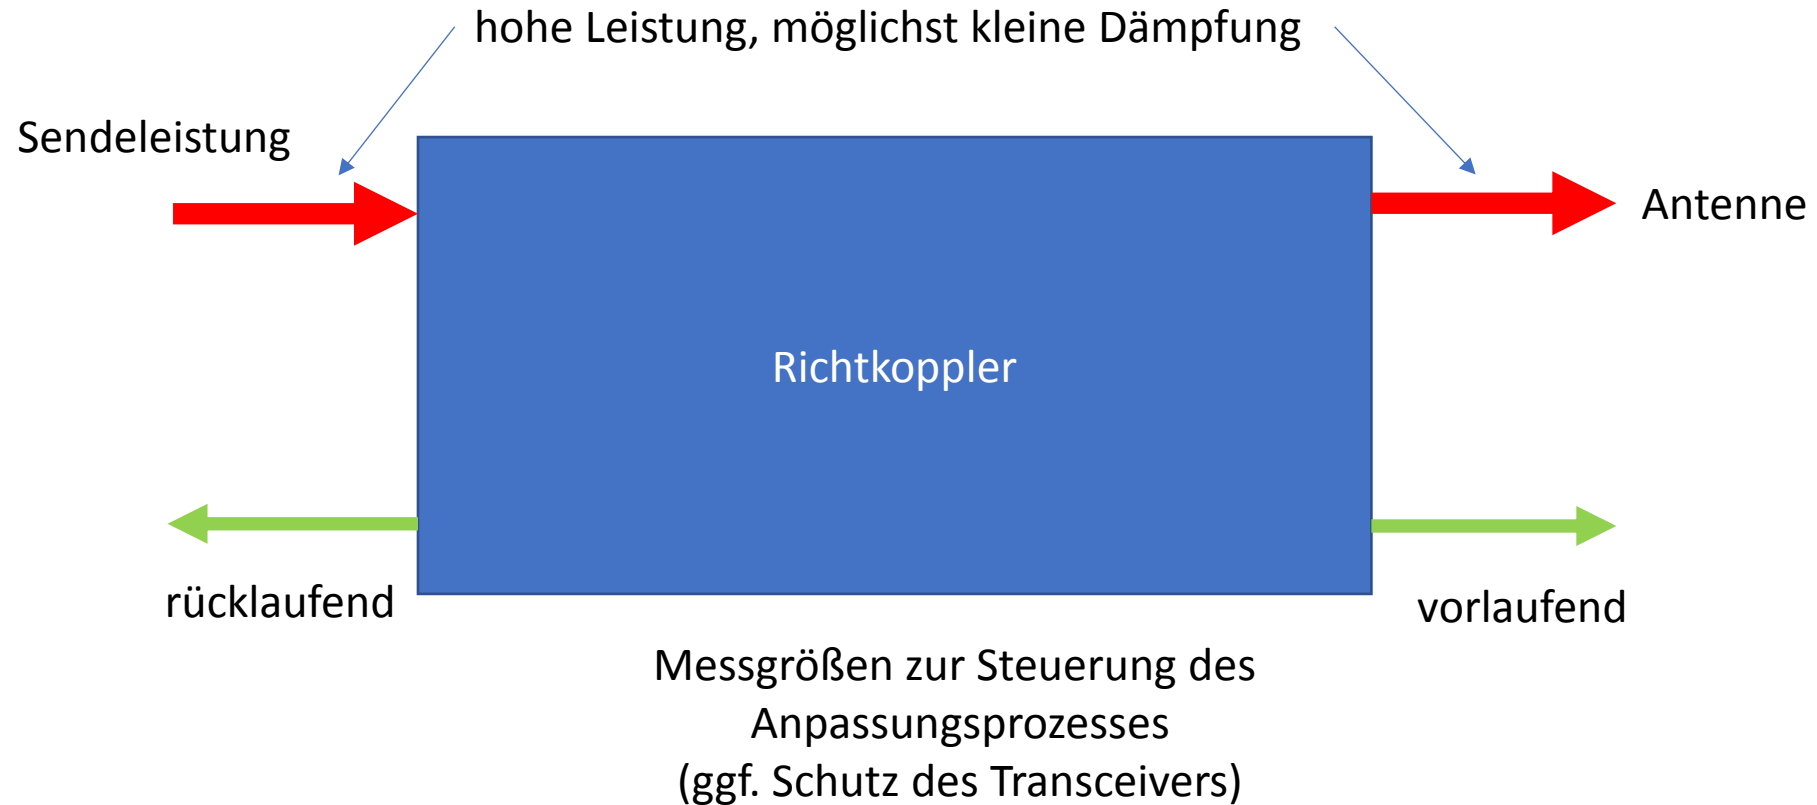 hohe Leistung, möglichst kleine Dämpfung
Sendeleistung
Antenne
Richtkoppler
rücklaufend
vorlaufend
Messgrößen zur Steuerung des
Anpassungsprozesses
(ggf. Schutz des Transceivers)